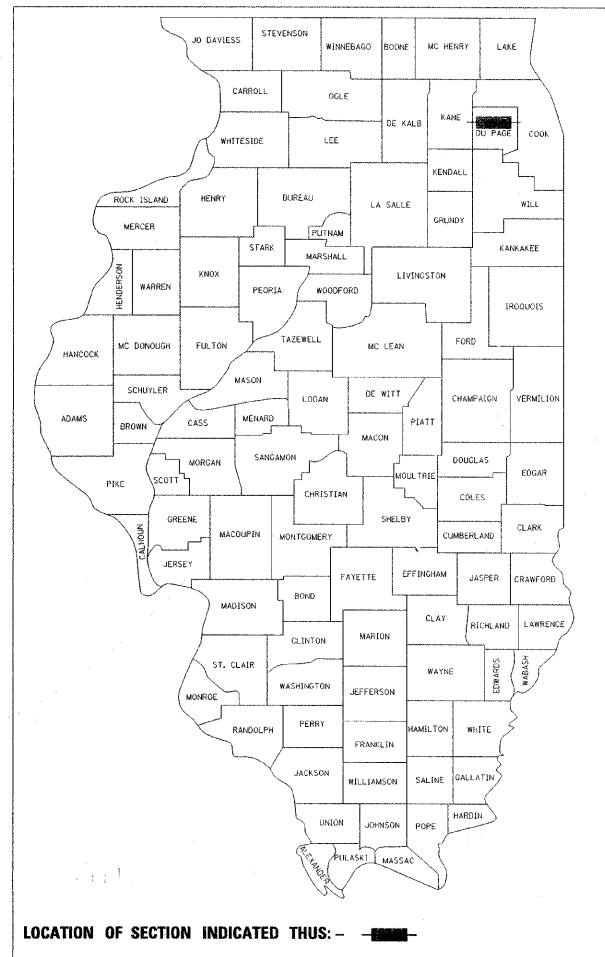 JO DAVIESS STEVENSON WINNEBAGO BOONE MC HENRY LAKE
CARROLL OGLE DE KALB KANE DU PAGE COOK
WHITESIDE LEE KENDALL
ROCK ISLAND HENRY BUREAU LA SALLE GRUNDY WILL
MERCER PUTNAM KANKAKEE
HENDERSON WARREN KNOX STARK MARSHALL LIVINGSTON
PEORIA WOODFORD IROQUOIS
HANCOCK MC DONOUGH FULTON TAZEWELL MC LEAN FORD
SCHUYLER MASON LOGAN DE WITT CHAMPAIGN VERMILION
ADAMS BROWN CASS MENARD MACON PIATT
PIKE SCOTT MORGAN SANGAMON CHRISTIAN MOULTRIE DOUGLAS EDGAR
COLES
CALHOUN GREENE MACOUPIN MONTGOMERY SHELBY CUMBERLAND CLARK
JERSEY FAYETTE EFFINGHAM JASPER CRAWFORD
MADISON BOND CLAY RICHLAND LAWRENCE
CLINTON MARION
ST. CLAIR WASHINGTON JEFFERSON WAYNE EDWARDS WABASH
MONROE
RANDOLPH PERRY FRANKLIN HAMILTON WHITE
JACKSON WILLIAMSON SALINE GALLATIN
UNION JOHNSON POPE HARDIN
ALEXANDER PULASKI MASSAC
LOCATION OF SECTION INDICATED THUS: -